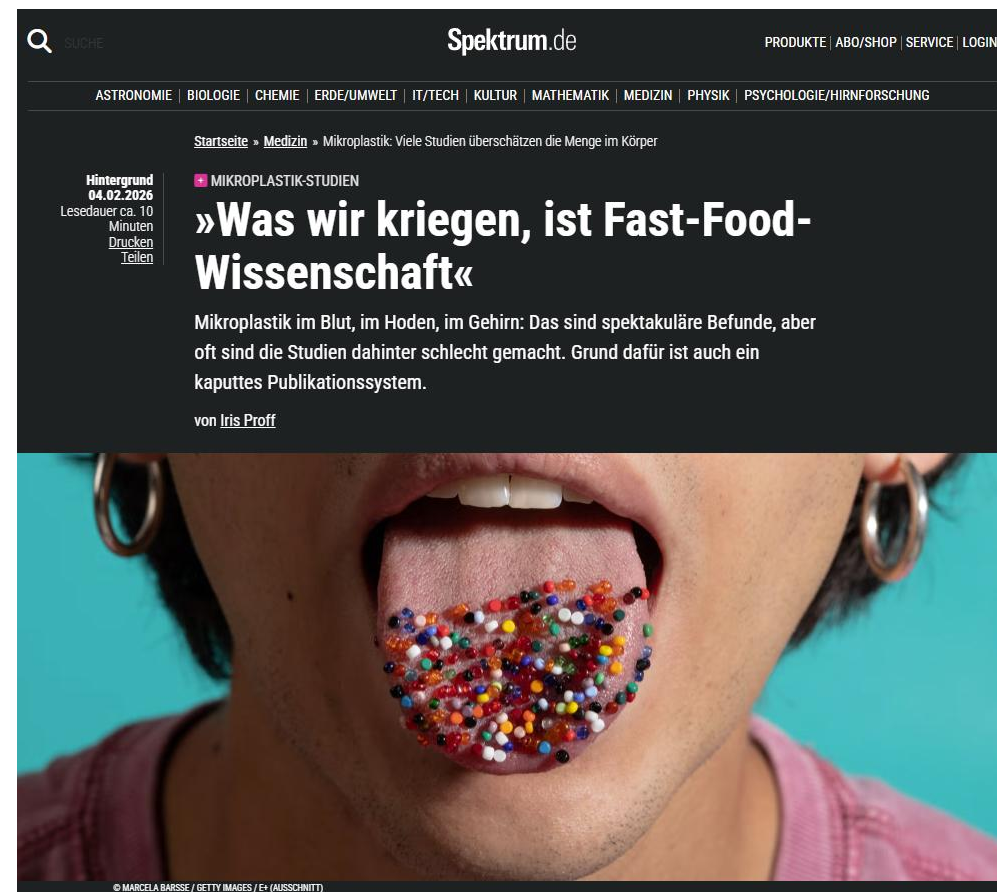 SUCHE
Spektrum.de
PRODUKTE | ABO/SHOP | SERVICE | LOGIN
ASTRONOMIE | BIOLOGIE | CHEMIE | ERDE/UMWELT | IT/TECH | KULTUR | MATHEMATIK | MEDIZIN | PHYSIK | PSYCHOLOGIE/HIRNFORSCHUNG
Startseite » Medizin » Mikroplastik: Viele Studien überschätzen die Menge im Körper
Hintergrund
04.02.2026
Lesedauer ca. 10
Minuten
Drucken
Teilen
+ MIKROPLASTIK-STUDIEN
»Was wir kriegen, ist Fast-Food-
Wissenschaft«
Mikroplastik im Blut, im Hoden, im Gehirn: Das sind spektakuläre Befunde, aber
oft sind die Studien dahinter schlecht gemacht. Grund dafür ist auch ein
kaputtes Publikationssystem.
von Iris Proff
© MARCELA BARSSE / GETTY IMAGES / E+ (AUSSCHNITT)